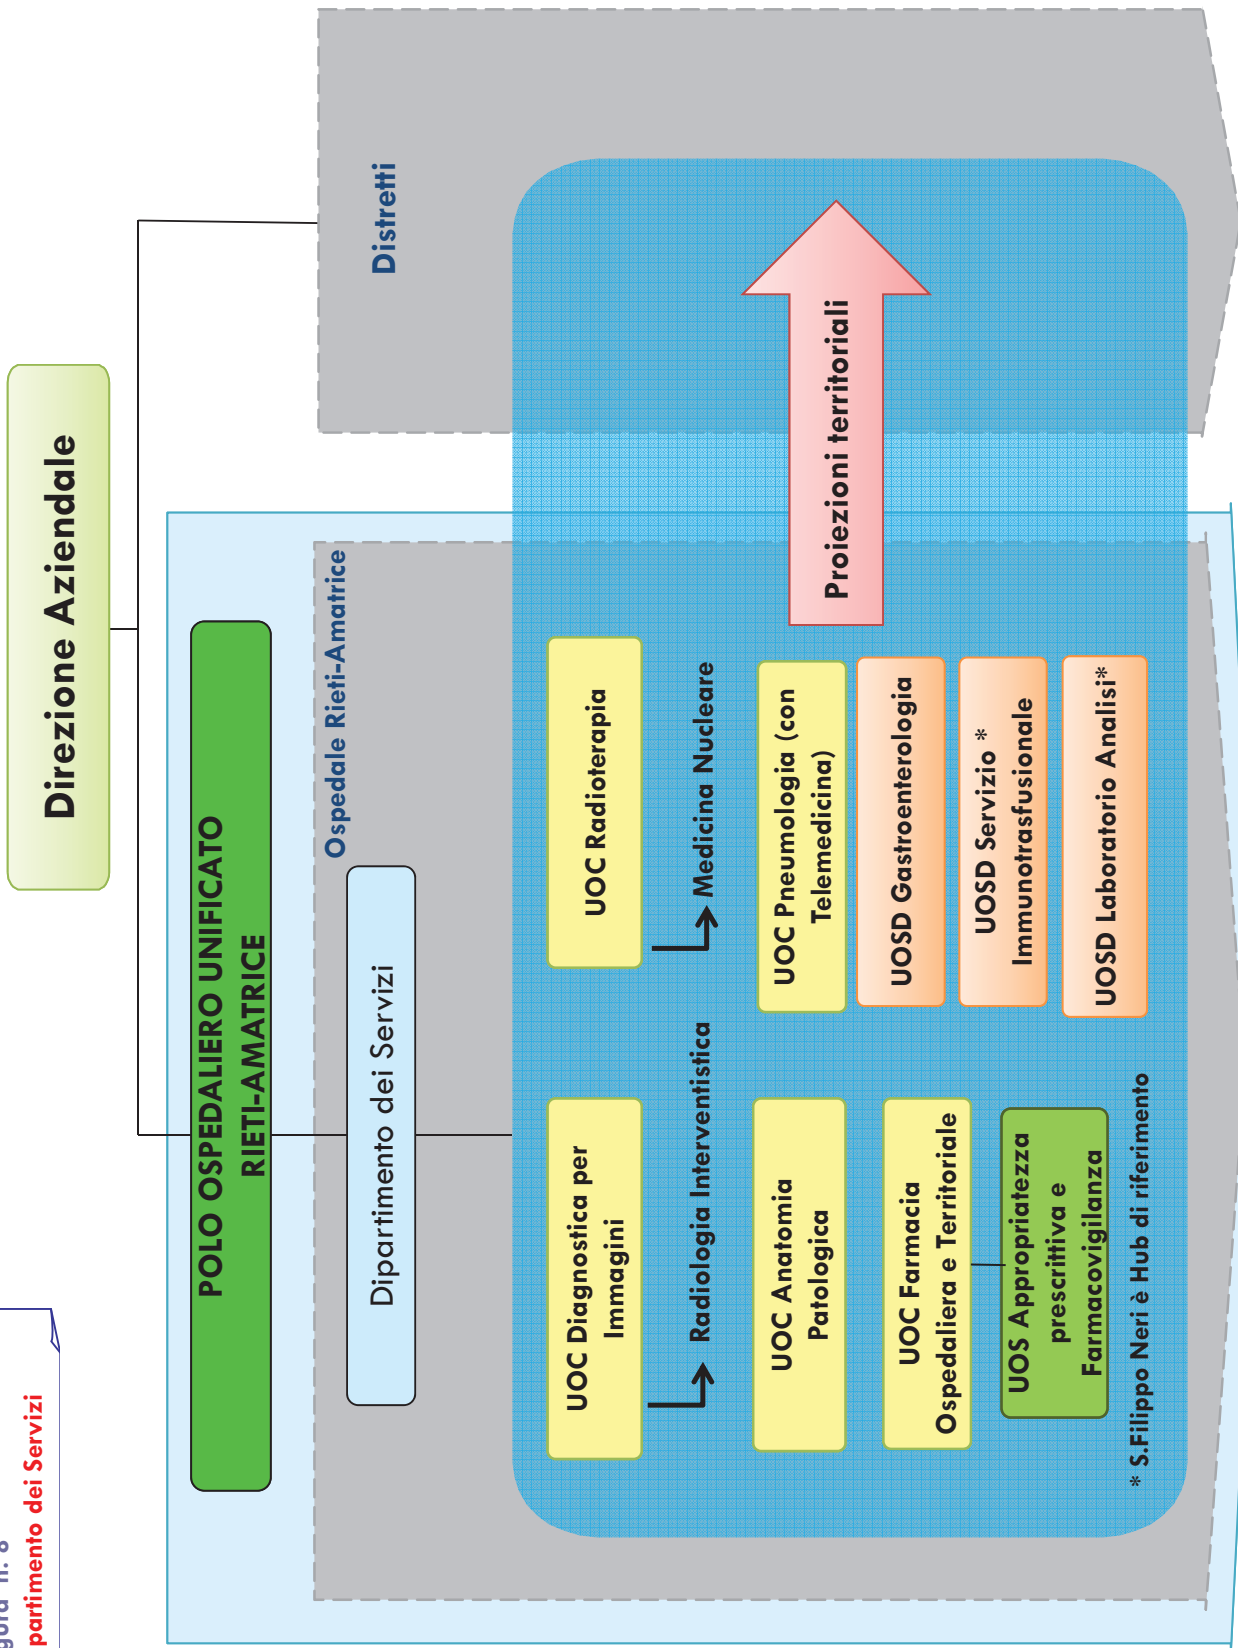 n. 8
partimento dei Servizi
Direzione Aziendale
POLO OSPEDALIERO UNIFICATO
RIETI-AMATRICE
Ospedale Rieti-Amatrice
Distretti
Dipartimento dei Servizi
UOC Diagnostica per
Immagini
UOC Radioterapia
Radiologia Interventistica
Medicina Nucleare
UOC Anatomia
Patologica
UOC Pneumologia (con
Telemedicina)
Proiezioni territoriali
UOC Farmacia
Ospedaliera e Territoriale
UOSD Gastroenterologia
UOSD Servizio *
Immunotrasfusionale
UOS Appropriatezza
prescrittiva e
Farmacovigilanza
UOSD Laboratorio Analisi*
* S.Filippo Neri è Hub di riferimento